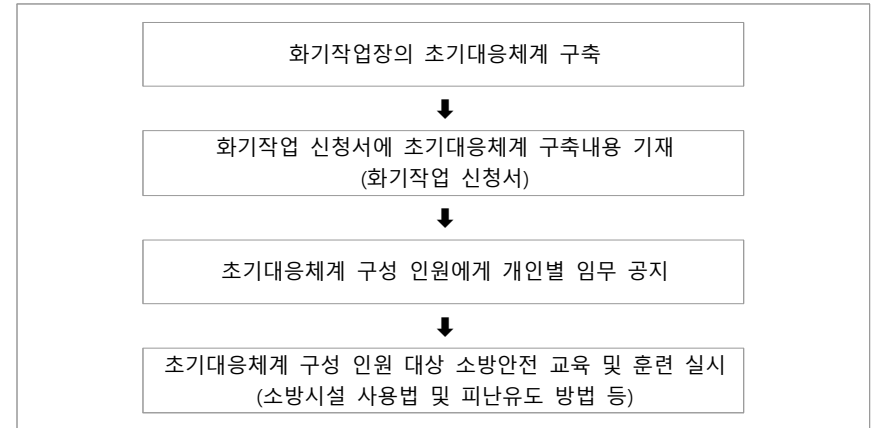 화기작업장의 초기대응체계 구축
화기작업 신청서에 초기대응체계 구축내용 기재
(화기작업 신청서)
초기대응체계 구성 인원에게 개인별 임무 공지
초기대응체계 구성 인원 대상 소방안전 교육 및 훈련 실시
(소방시설 사용법 및 피난유도 방법 등)